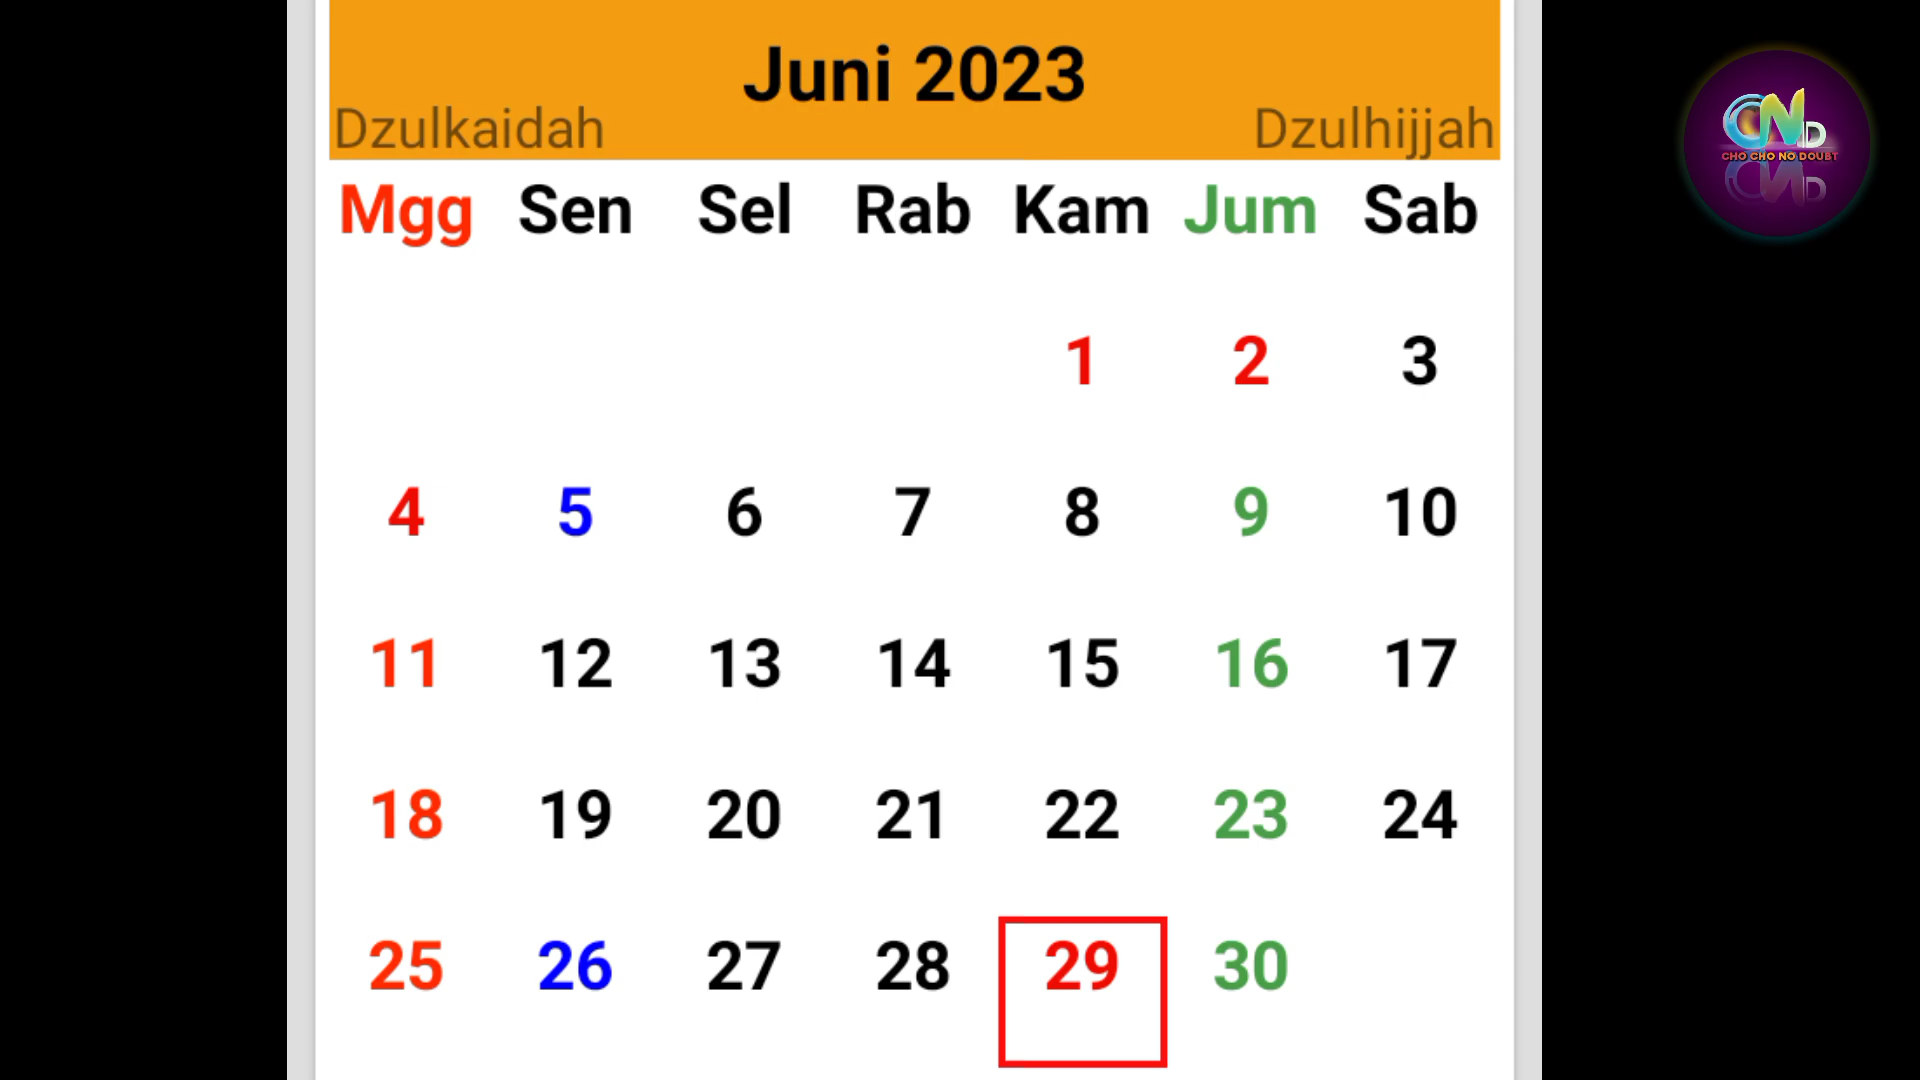 Juni 2023
Dzulkaidah Dzulhijjah
Mgg Sen Sel Rab Kam Jum Sab
1 2 3
4 5 6 7 8 9 10
11 12 13 14 15 16 17
18 19 20 21 22 23 24
25 26 27 28 29 30
CND
CHO CHO NO DOUBT